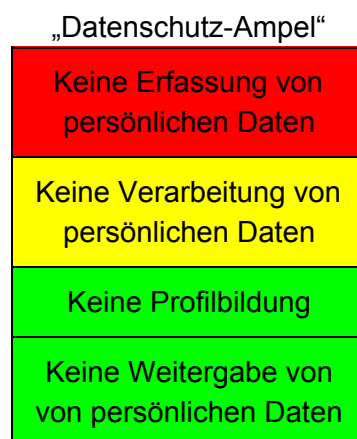 „Datenschutz-Ampel“
Keine Erfassung von
persönlichen Daten
Keine Verarbeitung von
persönlichen Daten
Keine Profilbildung
Keine Weitergabe von
von persönlichen Daten